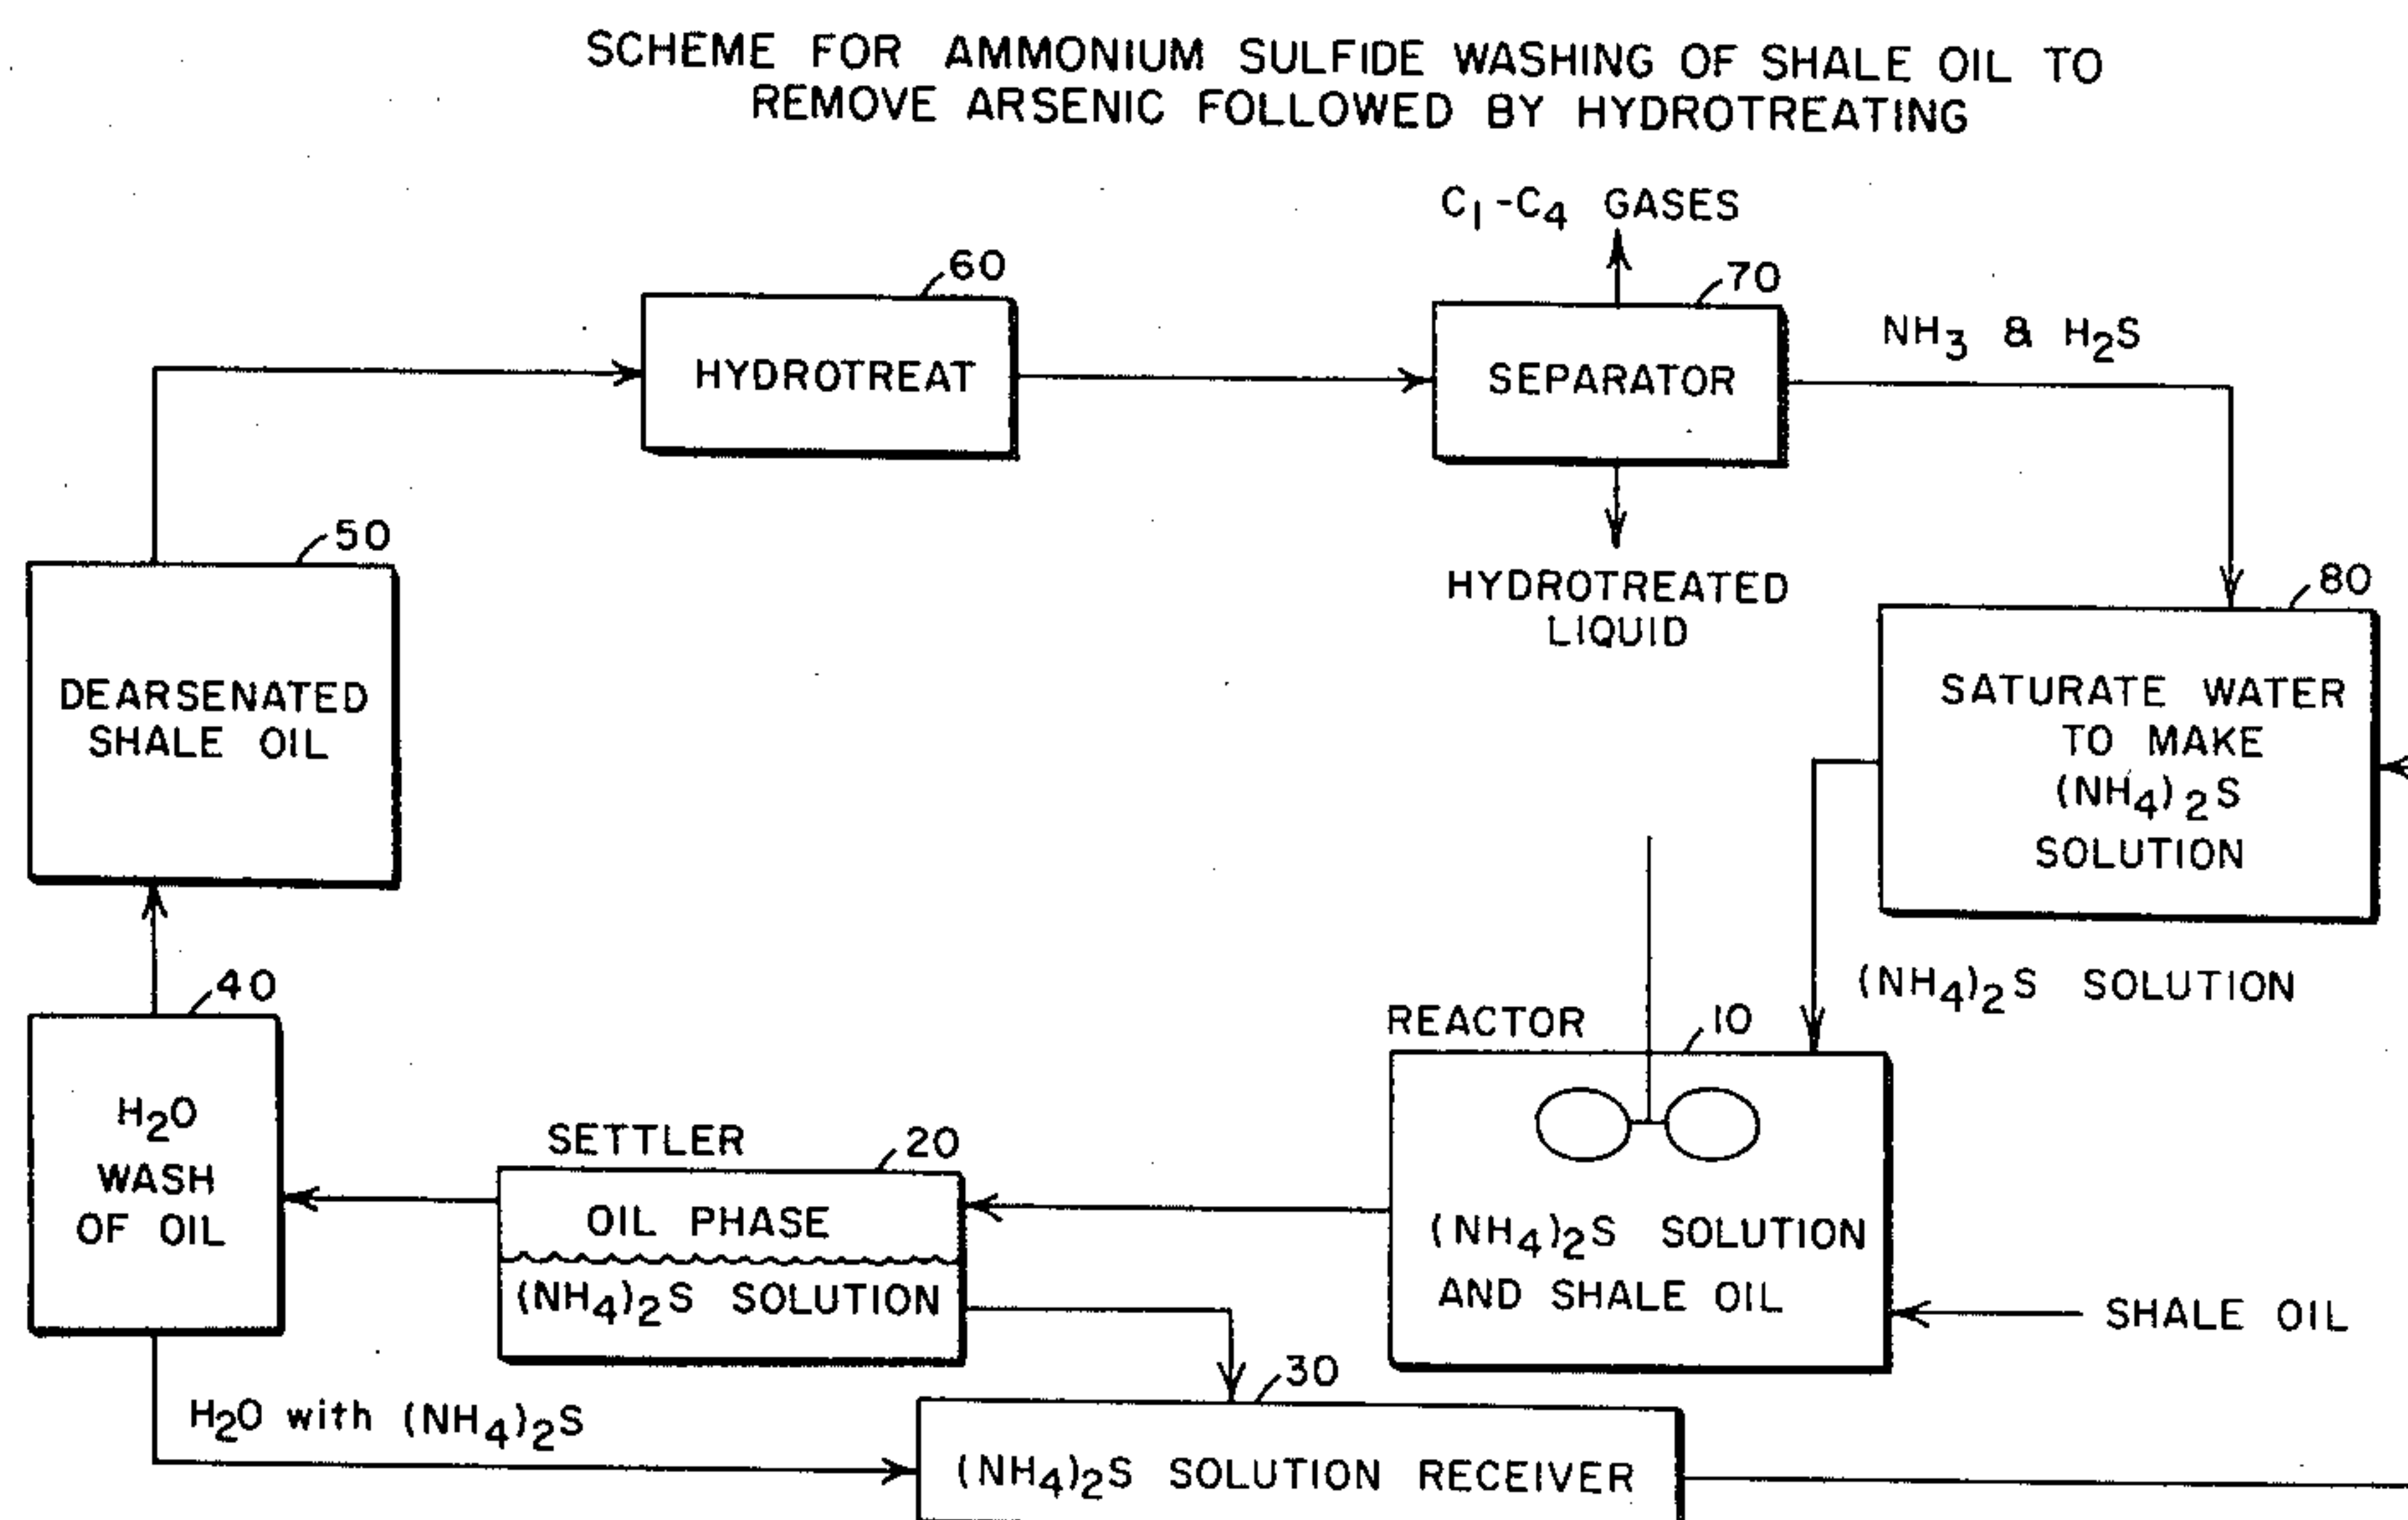 SCHEME FOR AMMONIUM SULFIDE WASHING OF SHALE OIL TO
REMOVE ARSENIC FOLLOWED BY HYDROTREATING
C1-C4 GASES
60
70
HYDROTREAT
SEPARATOR
NH3 & H2S
50
HYDROTREATED
LIQUID
80
DEARSENATED
SHALE OIL
SATURATE WATER
TO MAKE
(NH4)2S
SOLUTION
40
REACTOR
10
(NH4)2S SOLUTION
H2O
WASH
OF OIL
SETTLER
20
OIL PHASE
(NH4)2S SOLUTION
(NH4)2S SOLUTION
AND SHALE OIL
SHALE OIL
30
H2O with (NH4)2S
(NH4)2S SOLUTION RECEIVER